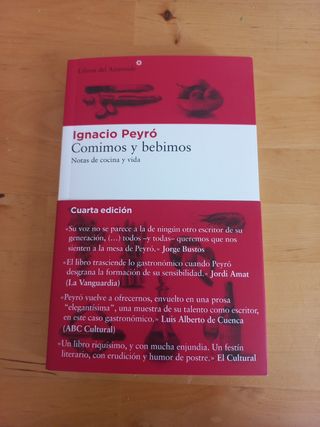 Libros del Asteroide
Ignacio Peyró
Comimos y bebimos
Notas de cocina y vida
Cuarta edición
«Su voz no se parece a la de ningún otro escritor de su
generación, (…) todos –y todas– queremos que nos
sienten a la mesa de Peyró.» Jorge Bustos
«El libro trasciende lo gastronómico cuando Peyró
desgrana la formación de su sensibilidad.» Jordi Amat
(La Vanguardia)
«Peyró vuelve a ofrecernos, envuelto en una prosa
“elegantísima”, una muestra de su talento como escritor,
en este caso gastronómico.» Luis Alberto de Cuenca
(ABC Cultural)
«Un libro riquísimo, y con mucha enjundia. Un festín
literario, con erudición y humor de postre.» El Cultural